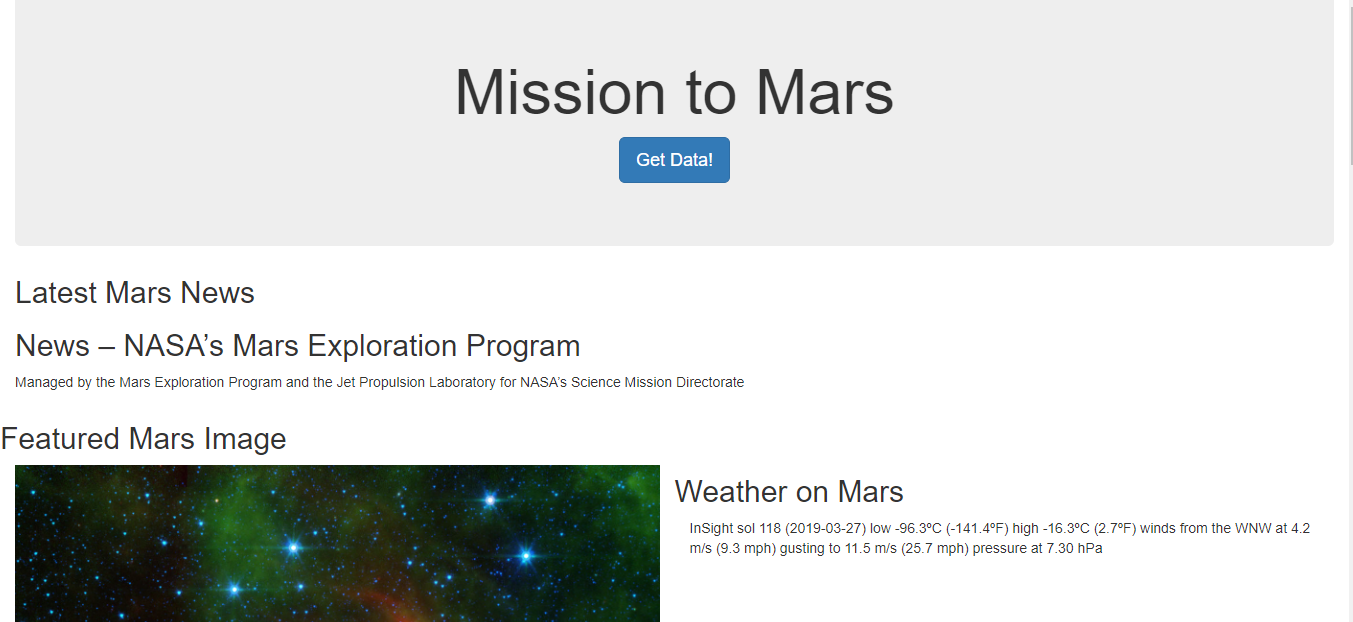 Mission to Mars
Get Data!
Latest Mars News
News – NASA’s Mars Exploration Program
Managed by the Mars Exploration Program and the Jet Propulsion Laboratory for NASA’s Science Mission Directorate
Featured Mars Image
Weather on Mars
InSight sol 118 (2019-03-27) low -96.3ºC (-141.4ºF) high -16.3ºC (2.7ºF) winds from the WNW at 4.2
m/s (9.3 mph) gusting to 11.5 m/s (25.7 mph) pressure at 7.30 hPa